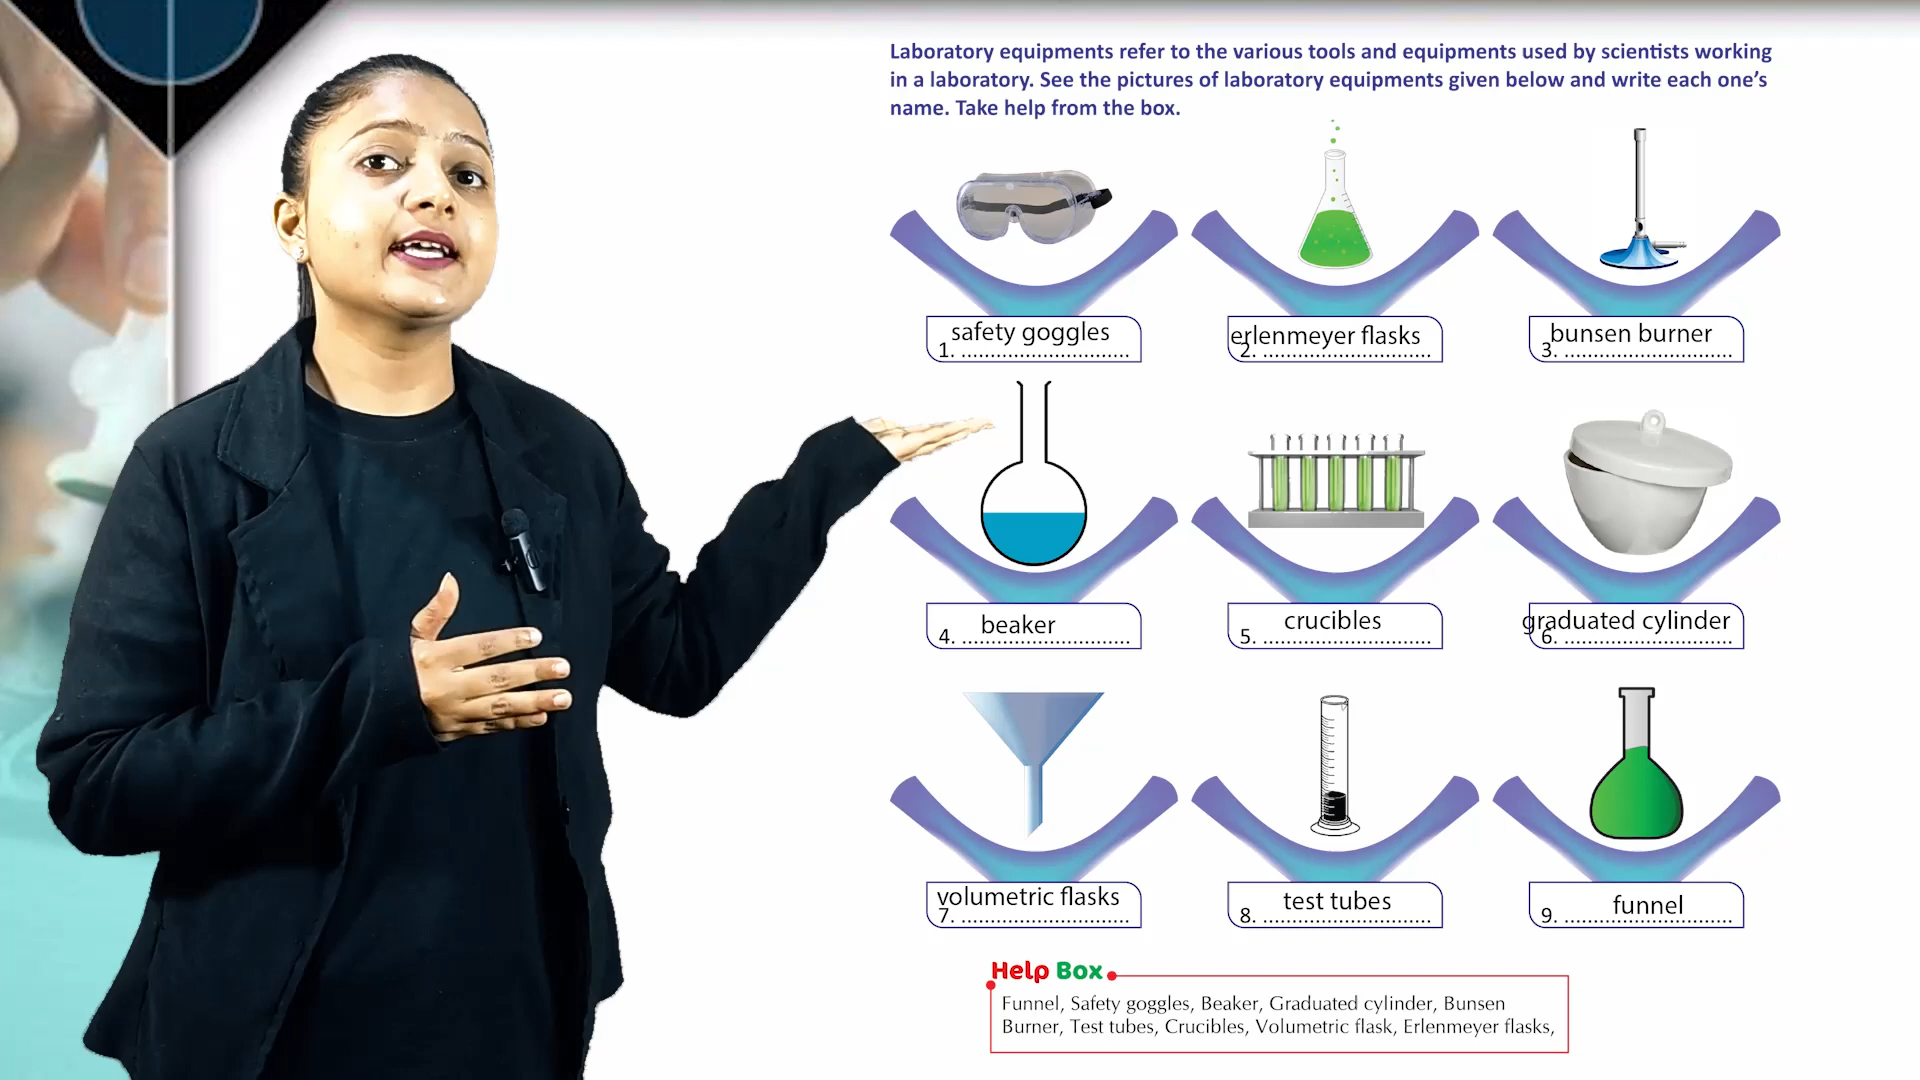 Laboratory equipments refer to the various tools and equipments used by scientists working
in a laboratory. See the pictures of laboratory equipments given below and write each one's
name. Take help from the box.
1. safety goggles
2. erlenmeyer flasks
3. bunsen burner
4. beaker
5. crucibles
6. graduated cylinder
7. volumetric flasks
8. test tubes
9. funnel
Help Box
Funnel, Safety goggles, Beaker, Graduated cylinder, Bunsen
Burner, Test tubes, Crucibles, Volumetric flask, Erlenmeyer flasks,